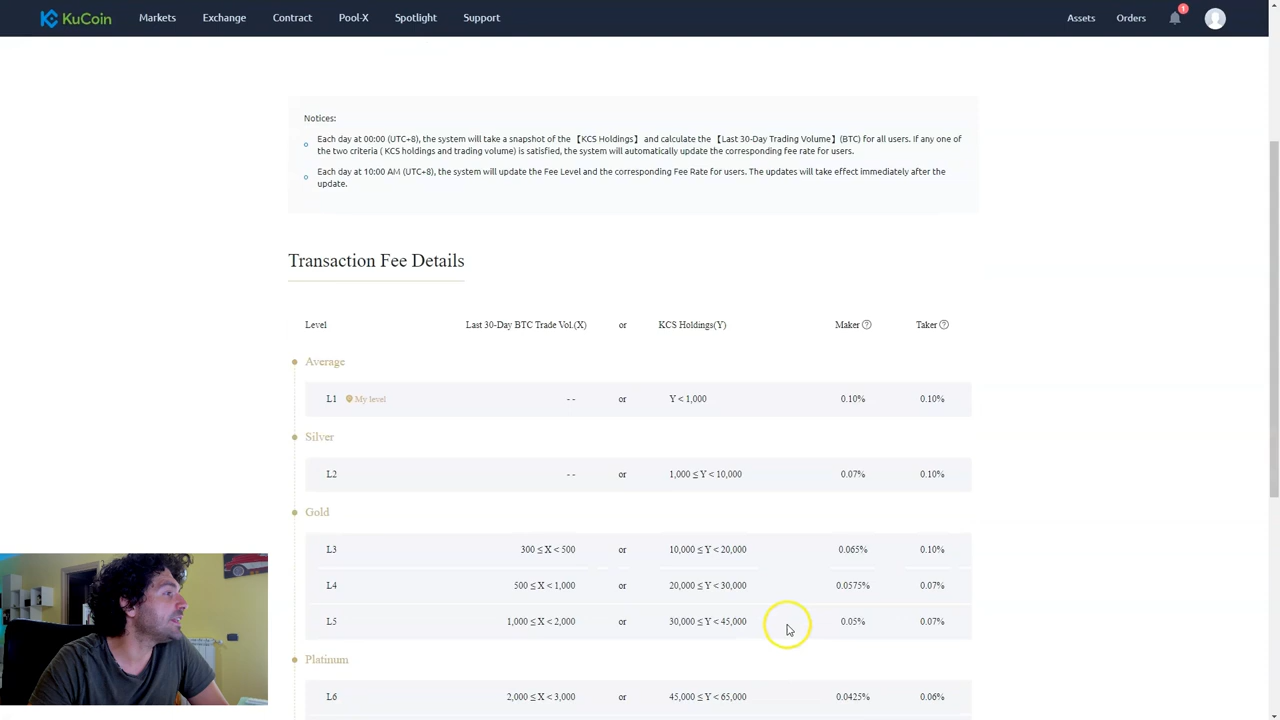 KuCoin Markets Exchange Contract Pool-X Spotlight Support Assets Orders 1
Notices:
Each day at 00:00 (UTC+8), the system will take a snapshot of the 【KCS Holdings】 and calculate the 【Last 30-Day Trading Volume】(BTC) for all users. If any one of
the two criteria ( KCS holdings and trading volume) is satisfied, the system will automatically update the corresponding fee rate for users.
Each day at 10:00 AM (UTC+8), the system will update the Fee Level and the corresponding Fee Rate for users. The updates will take effect immediately after the
update.
Transaction Fee Details
Level Last 30-Day BTC Trade Vol.(X) or KCS Holdings(Y) Maker ? Taker ?
Average
L1 My level - - or Y < 1,000 0.10% 0.10%
Silver
L2 - - or 1,000 ≤ Y < 10,000 0.07% 0.10%
Gold
L3 300 ≤ X < 500 or 10,000 ≤ Y < 20,000 0.065% 0.10%
L4 500 ≤ X < 1,000 or 20,000 ≤ Y < 30,000 0.0575% 0.07%
L5 1,000 ≤ X < 2,000 or 30,000 ≤ Y < 45,000 0.05% 0.07%
Platinum
L6 2,000 ≤ X < 3,000 or 45,000 ≤ Y < 65,000 0.0425% 0.06%